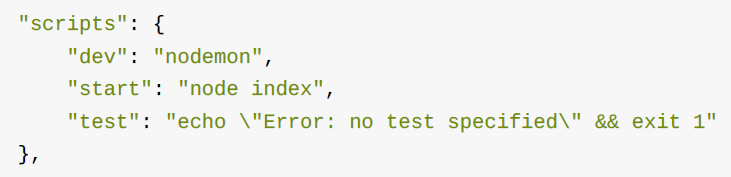 "scripts": {
    "dev": "nodemon",
    "start": "node index",
    "test": "echo \"Error: no test specified\" && exit 1"
},